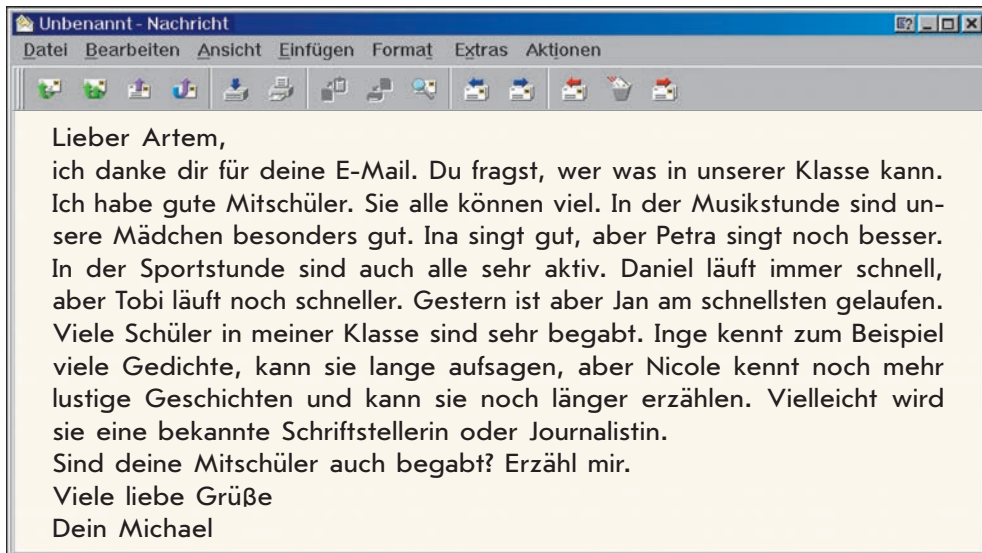 Unbenannt - Nachricht
Datei Bearbeiten Ansicht Einfügen Format Extras Aktionen
Lieber Artem,
ich danke dir für deine E-Mail. Du fragst, wer was in unserer Klasse kann.
Ich habe gute Mitschüler. Sie alle können viel. In der Musikstunde sind un-
sere Mädchen besonders gut. Ina singt gut, aber Petra singt noch besser.
In der Sportstunde sind auch alle sehr aktiv. Daniel läuft immer schnell,
aber Tobi läuft noch schneller. Gestern ist aber Jan am schnellsten gelaufen.
Viele Schüler in meiner Klasse sind sehr begabt. Inge kennt zum Beispiel
viele Gedichte, kann sie lange aufsagen, aber Nicole kennt noch mehr
lustige Geschichten und kann sie noch länger erzählen. Vielleicht wird
sie eine bekannte Schriftstellerin oder Journalistin.
Sind deine Mitschüler auch begabt? Erzähl mir.
Viele liebe Grüße
Dein Michael